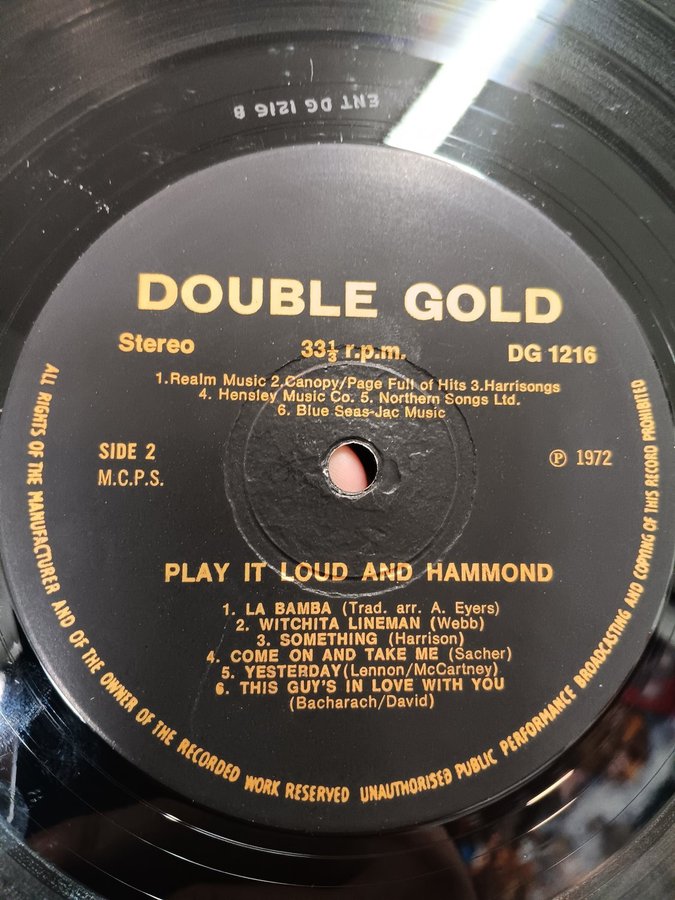 ENT DG 1216 B
DOUBLE GOLD
Stereo 33⅓ r.p.m. DG 1216
1.Realm Music 2.Canopy/Page Full of Hits 3.Harrisongs
4. Hensley Music Co. 5. Northern Songs Ltd.
6. Blue Seas-Jac Music
SIDE 2 ℗ 1972
M.C.P.S.
PLAY IT LOUD AND HAMMOND
1. LA BAMBA (Trad. arr. A. Eyers)
2. WITCHITA LINEMAN (Webb)
3. SOMETHING (Harrison)
4. COME ON AND TAKE ME (Sacher)
5. YESTERDAY(Lennon/McCartney)
6. THIS GUY'S IN LOVE WITH YOU
(Bacharach/David)
ALL RIGHTS OF THE MANUFACTURER AND OF THE OWNER OF THE RECORDED WORK RESERVED UNAUTHORISED PUBLIC PERFORMANCE BROADCASTING AND COPYING OF THIS RECORD PROHIBITED